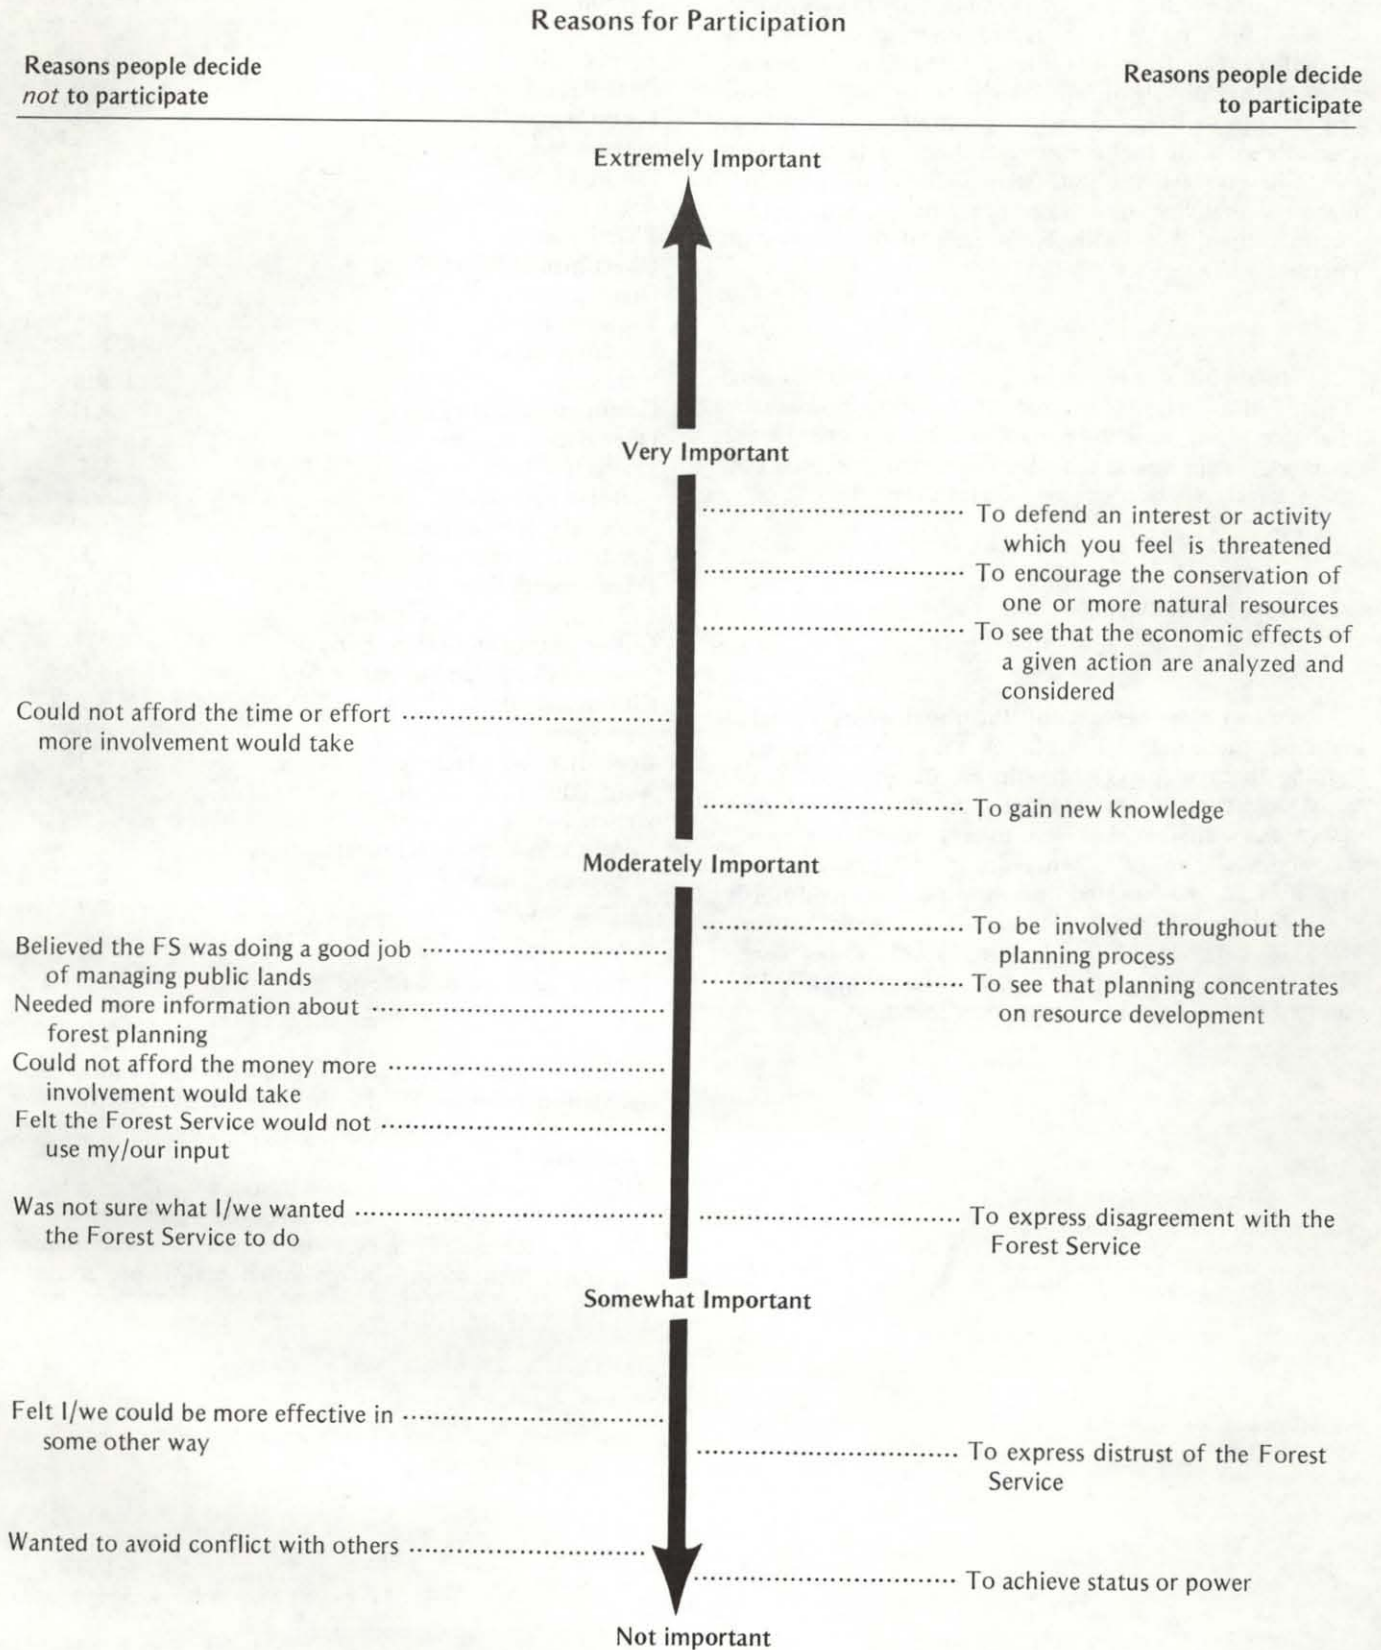 Reasons for Participation
Reasons people decide
not to participate
Reasons people decide
to participate
Extremely Important
Very Important
To defend an interest or activity
which you feel is threatened
To encourage the conservation of
one or more natural resources
To see that the economic effects of
a given action are analyzed and
considered
Could not afford the time or effort
more involvement would take
To gain new knowledge
Moderately Important
To be involved throughout the
planning process
Believed the FS was doing a good job
of managing public lands
To see that planning concentrates
on resource development
Needed more information about
forest planning
Could not afford the money more
involvement would take
Felt the Forest Service would not
use my/our input
Was not sure what I/we wanted
the Forest Service to do
To express disagreement with the
Forest Service
Somewhat Important
Felt I/we could be more effective in
some other way
To express distrust of the Forest
Service
Wanted to avoid conflict with others
To achieve status or power
Not important